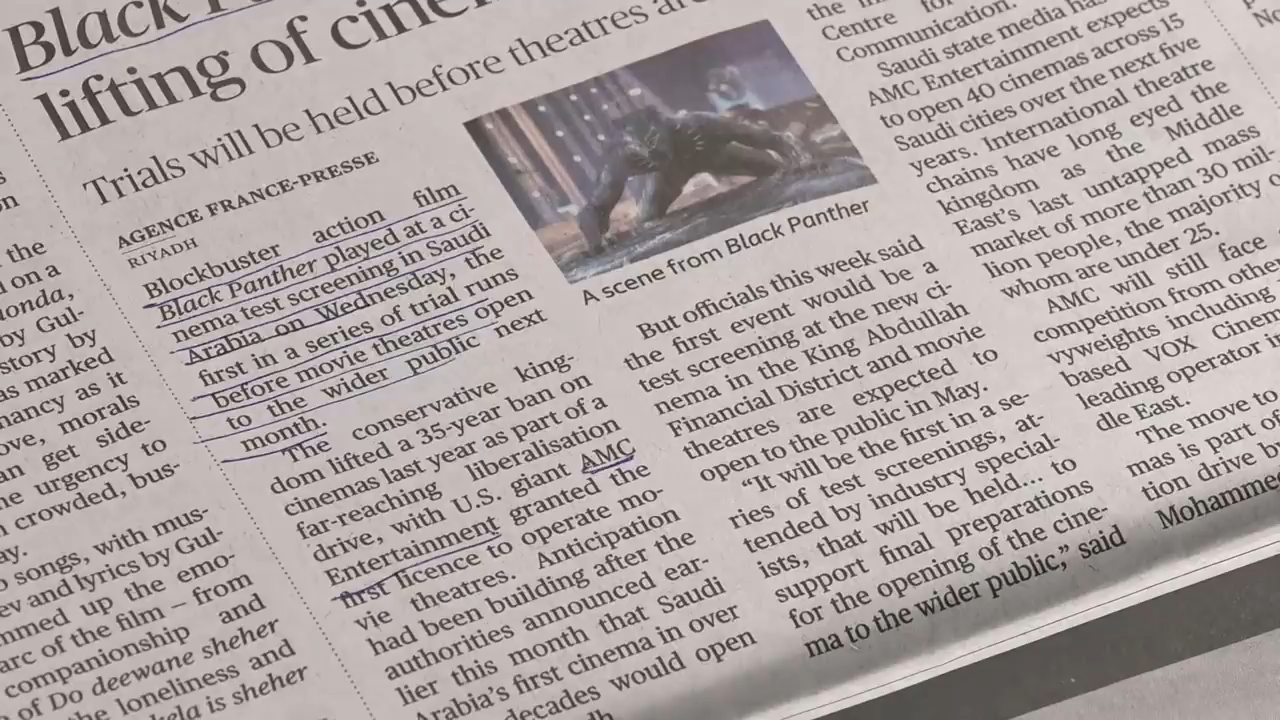 Black
lifting of cine
Trials will be held before theatres
AGENCE FRANCE-PRESSE
RIYADH
Blockbuster action film
Black Panther played at a ci-
nema test screening in Saudi
Arabia on Wednesday, the
first in a series of trial runs
before movie theatres open
to the wider public next
month.
The conservative king-
dom lifted a 35-year ban on
cinemas last year as part of a
far-reaching liberalisation
drive, with U.S. giant AMC
Entertainment granted the
first licence to operate mo-
vie theatres. Anticipation
had been building after the
authorities announced ear-
lier this month that Saudi
Arabia's first cinema in over
decades would open
A scene from Black Panther
But officials this week said
the first event would be a
test screening at the new ci-
nema in the King Abdullah
Financial District and movie
theatres are expected to
open to the public in May.
"It will be the first in a se-
ries of test screenings, at-
tended by industry special-
ists, that will be held... to
support final preparations
for the opening of the cine-
ma to the wider public," said
the
Centre for
Communication.
Saudi state media has
AMC Entertainment expects
to open 40 cinemas across 15
Saudi cities over the next five
years. International theatre
chains have long eyed the
kingdom as the Middle
East's last untapped mass
market of more than 30 mil-
lion people, the majority o
whom are under 25.
AMC will still face
competition from other
vyweights including
based VOX Cinem
leading operator in
dle East.
The move to
mas is part of
tion drive b
Mohammed
the
on a
onda,
by Gul-
story by
as marked
nancy as it
ove, morals
an get side-
he urgency to
crowded, bus-
ay.
songs, with mus-
ev and lyrics by Gul-
mmed up the emo-
arc of the film – from
companionship and
of Do deewane sheher
the loneliness and
kela is sheher